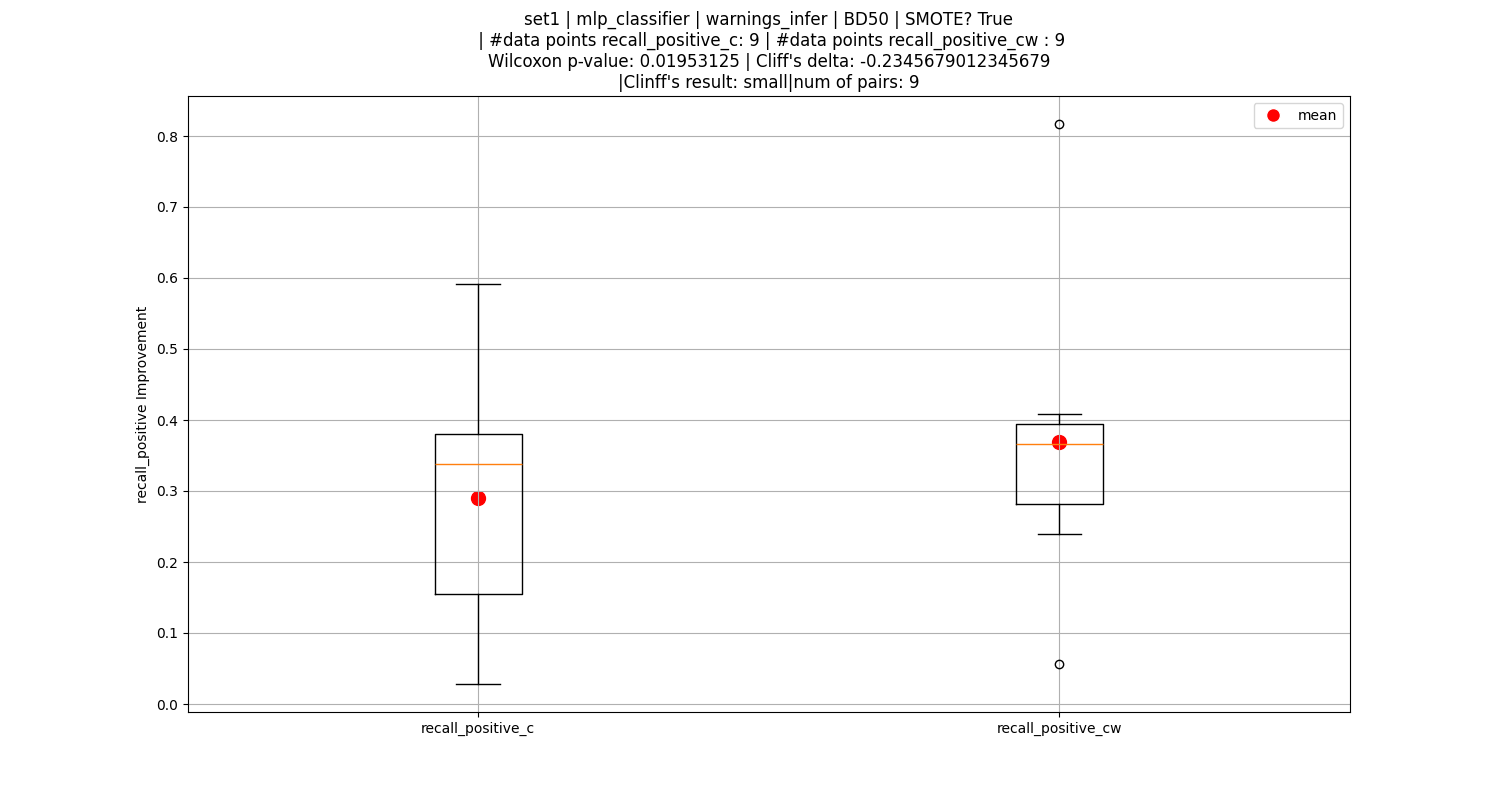 set1 | mlp_classifier | warnings_infer | BD50 | SMOTE? True
| #data points recall_positive_c: 9 | #data points recall_positive_cw : 9
Wilcoxon p-value: 0.01953125 | Cliff's delta: -0.2345679012345679
|Clinff's result: small|num of pairs: 9
mean
0.8
0.7
0.6
0.5
0.4
0.3
0.2
0.1
0.0
recall_positive Improvement
recall_positive_c
recall_positive_cw